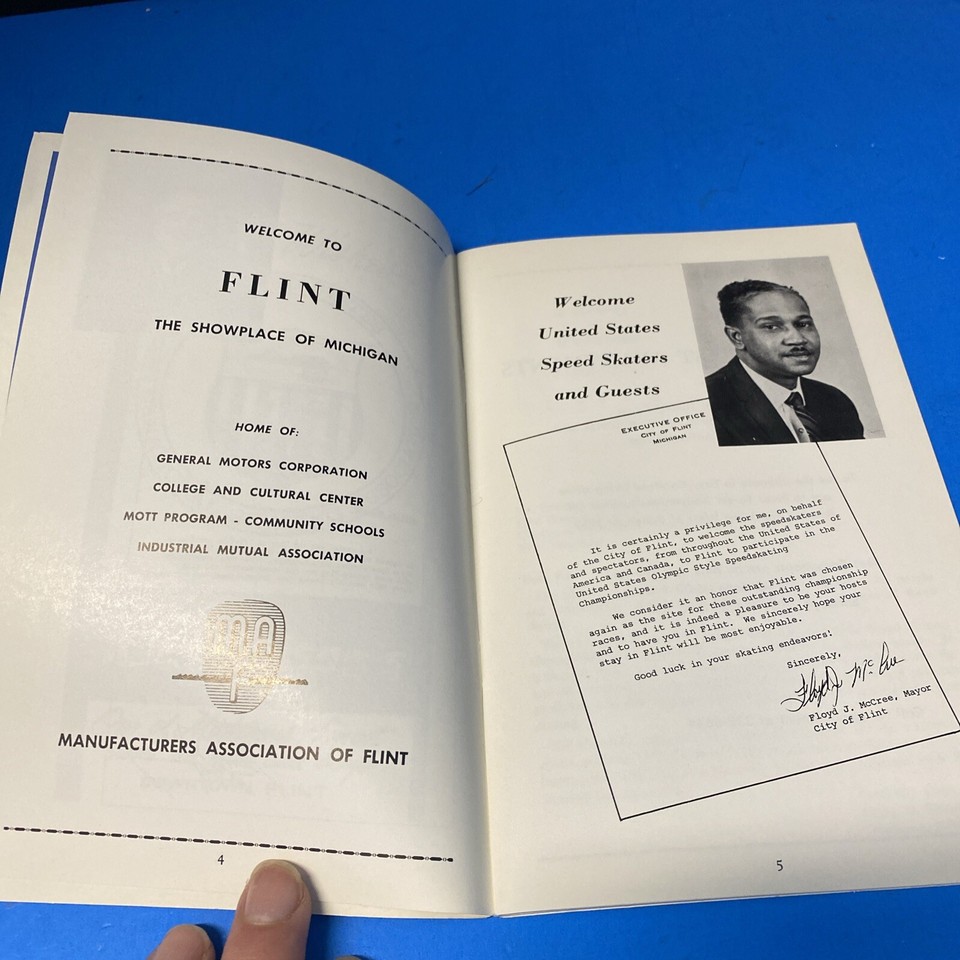 WELCOME TO
FLINT
THE SHOWPLACE OF MICHIGAN
HOME OF:
GENERAL MOTORS CORPORATION
COLLEGE AND CULTURAL CENTER
MOTT PROGRAM - COMMUNITY SCHOOLS
INDUSTRIAL MUTUAL ASSOCIATION
MANUFACTURERS ASSOCIATION OF FLINT
4
Welcome
United States
Speed Skaters
and Guests
EXECUTIVE OFFICE
CITY OF FLINT
MICHIGAN
It is certainly a privilege for me, on behalf
of the City of Flint, to welcome the speedskaters
and spectators, from throughout the United States of
America and Canada, to Flint to participate in the
United States Olympic Style Speedskating
Championships.
We consider it an honor that Flint was chosen
again as the site for these outstanding championship
races, and it is indeed a pleasure to be your hosts
and to have you in Flint. We sincerely hope your
stay in Flint will be most enjoyable.
Good luck in your skating endeavors!
Sincerely,
Floyd J. McCree
Floyd J. McCree, Mayor
City of Flint
5